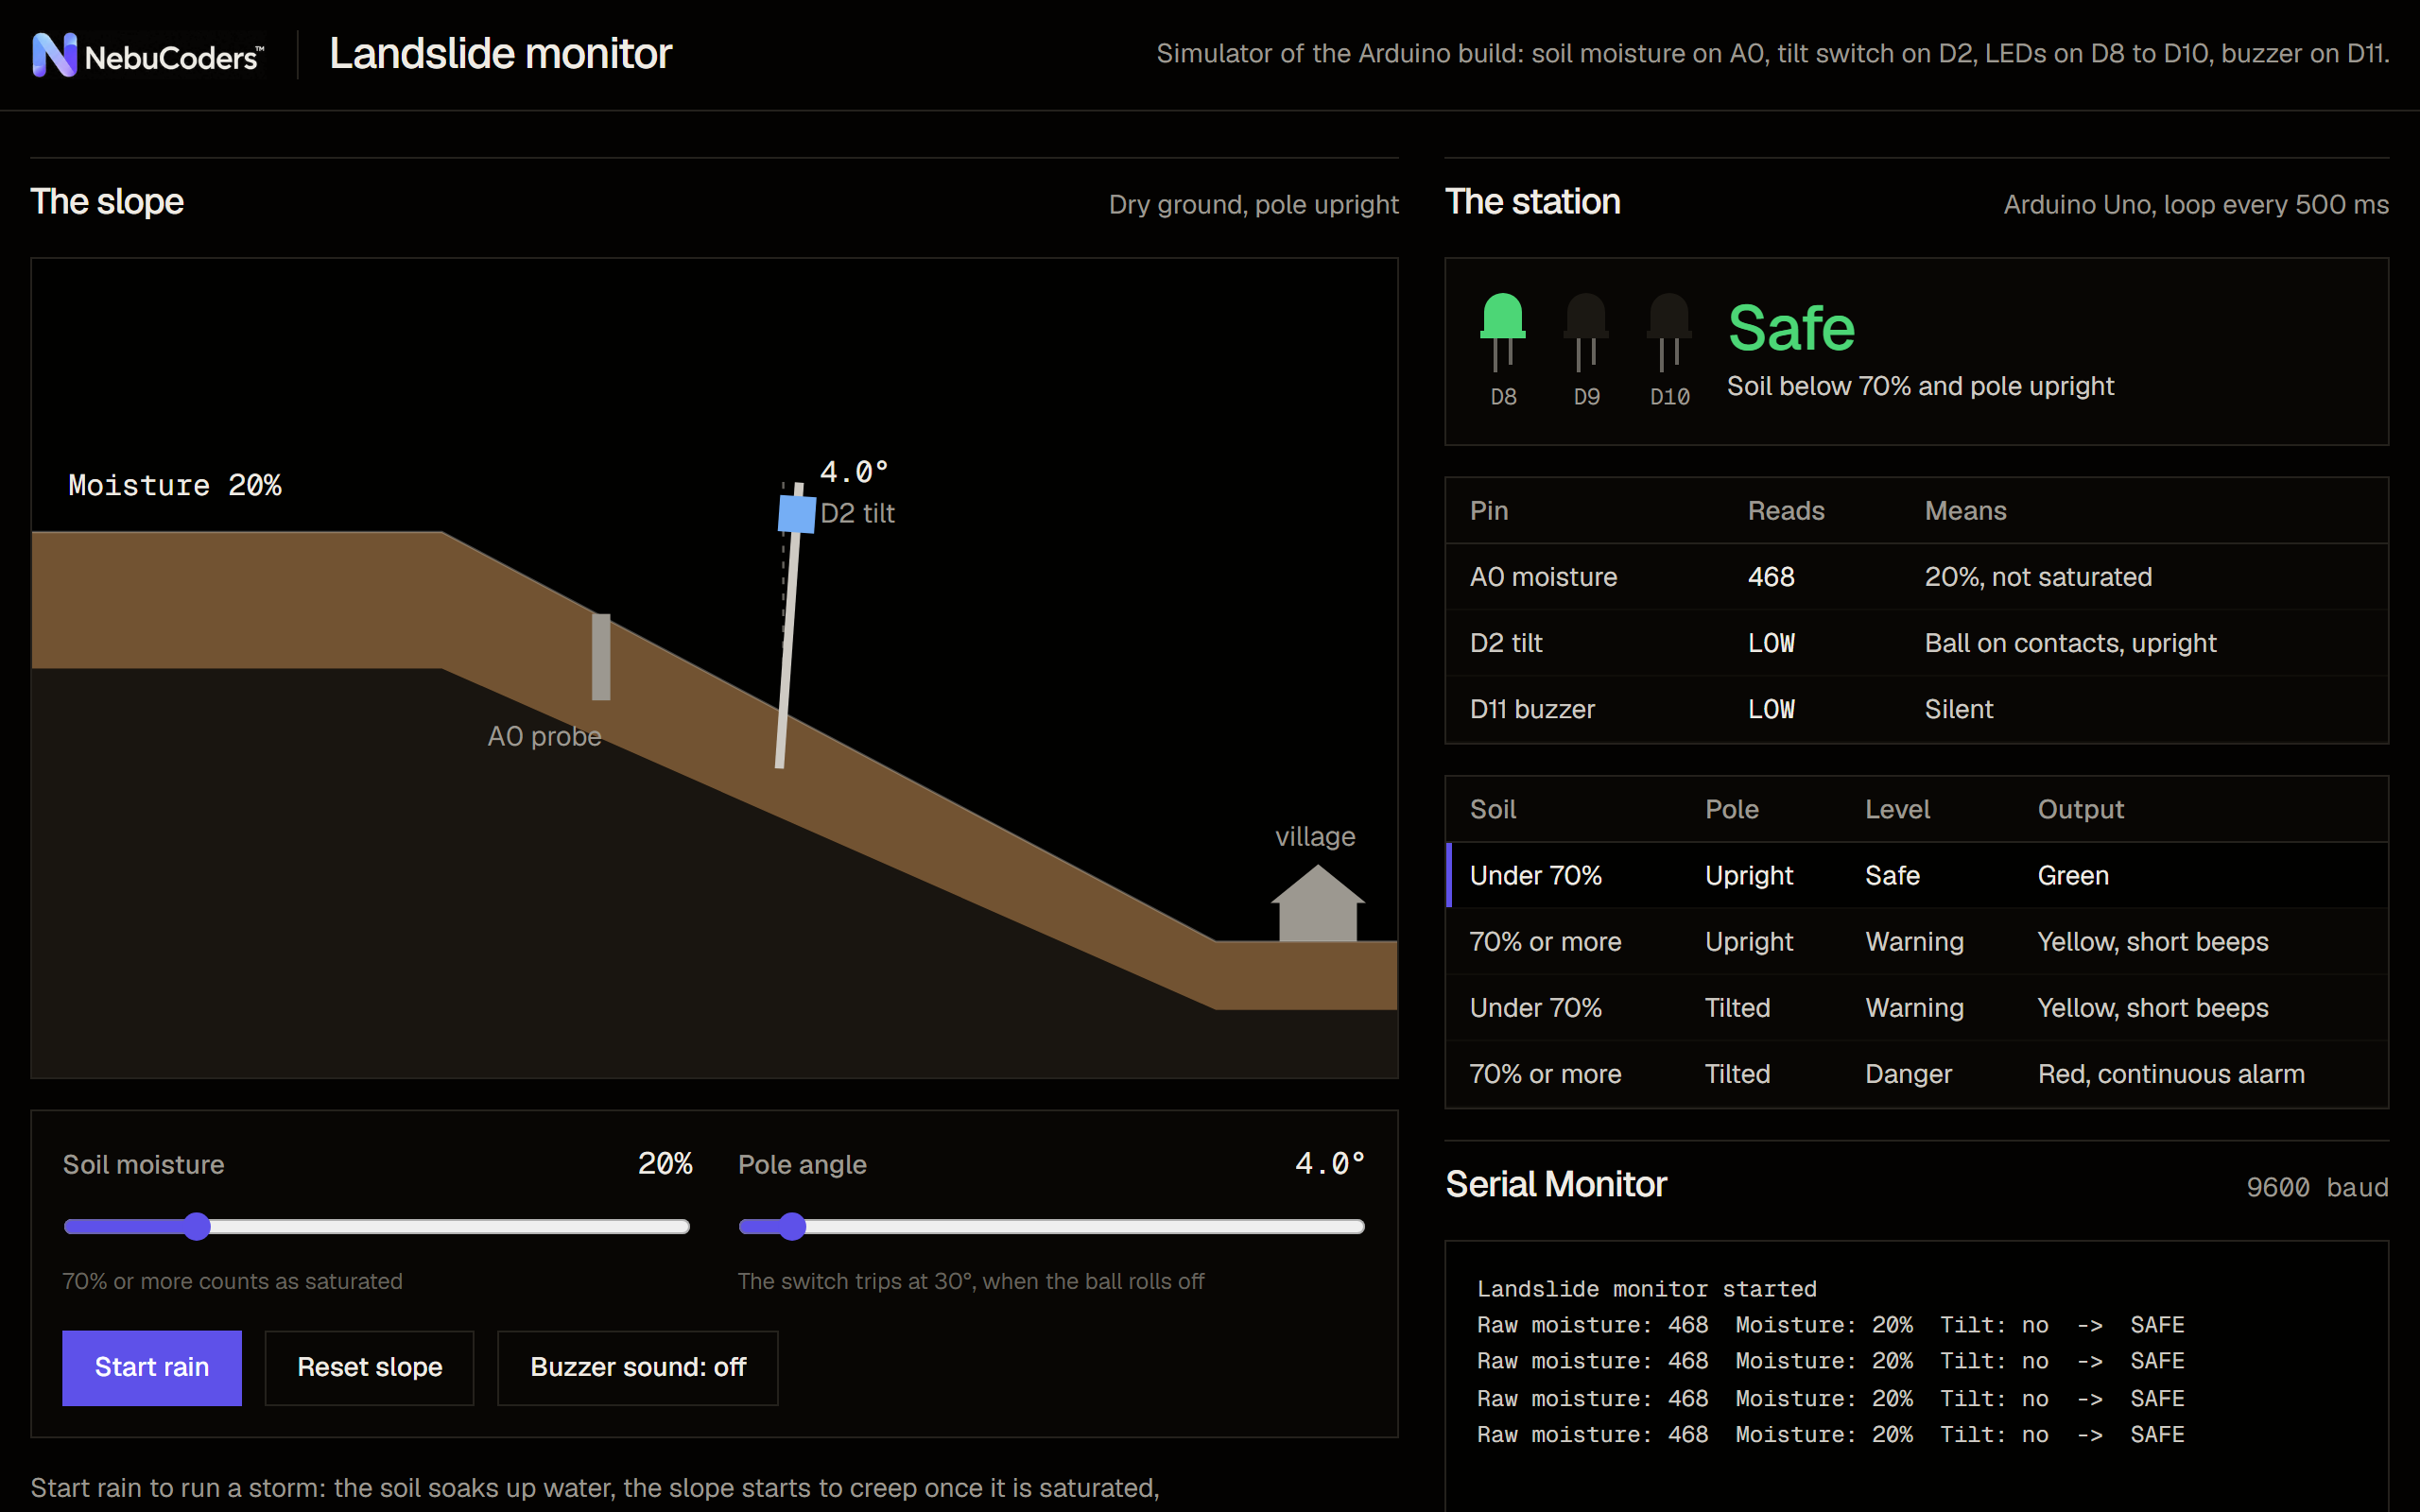 NebuCoders™
Landslide monitor
Simulator of the Arduino build: soil moisture on A0, tilt switch on D2, LEDs on D8 to D10, buzzer on D11.
The slope
Dry ground, pole upright
Moisture 20%
4.0°
D2 tilt
A0 probe
village
Soil moisture
20%
70% or more counts as saturated
Pole angle
4.0°
The switch trips at 30°, when the ball rolls off
Start rain
Reset slope
Buzzer sound: off
Start rain to run a storm: the soil soaks up water, the slope starts to creep once it is saturated,
The station
Arduino Uno, loop every 500 ms
D8
D9
D10
Safe
Soil below 70% and pole upright
Pin Reads Means
A0 moisture 468 20%, not saturated
D2 tilt LOW Ball on contacts, upright
D11 buzzer LOW Silent
Soil Pole Level Output
Under 70% Upright Safe Green
70% or more Upright Warning Yellow, short beeps
Under 70% Tilted Warning Yellow, short beeps
70% or more Tilted Danger Red, continuous alarm
Serial Monitor
9600 baud
Landslide monitor started
Raw moisture: 468 Moisture: 20% Tilt: no -> SAFE
Raw moisture: 468 Moisture: 20% Tilt: no -> SAFE
Raw moisture: 468 Moisture: 20% Tilt: no -> SAFE
Raw moisture: 468 Moisture: 20% Tilt: no -> SAFE